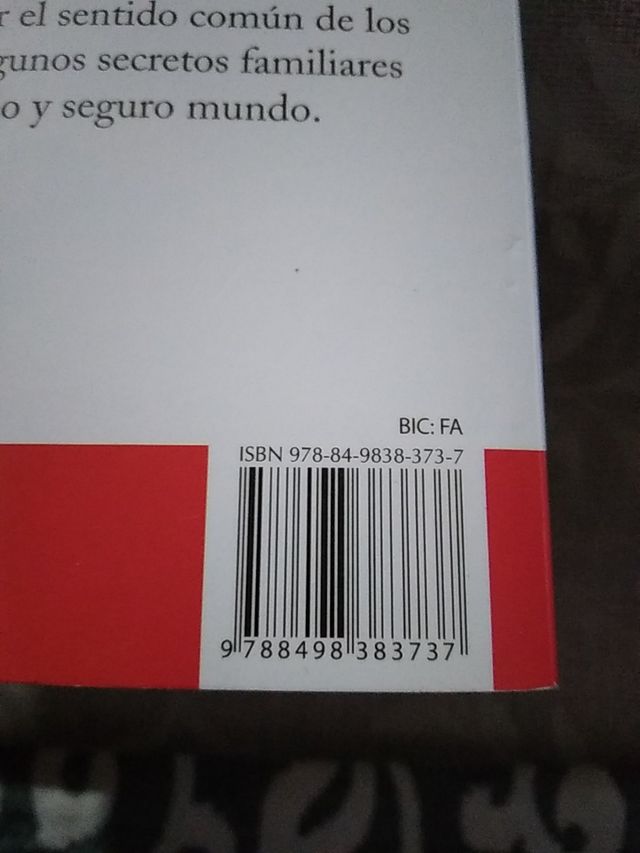 el sentido común de los
secretos familiares
y seguro mundo.
BIC: FA
ISBN 978-84-9838-373-7
9 788498 383737